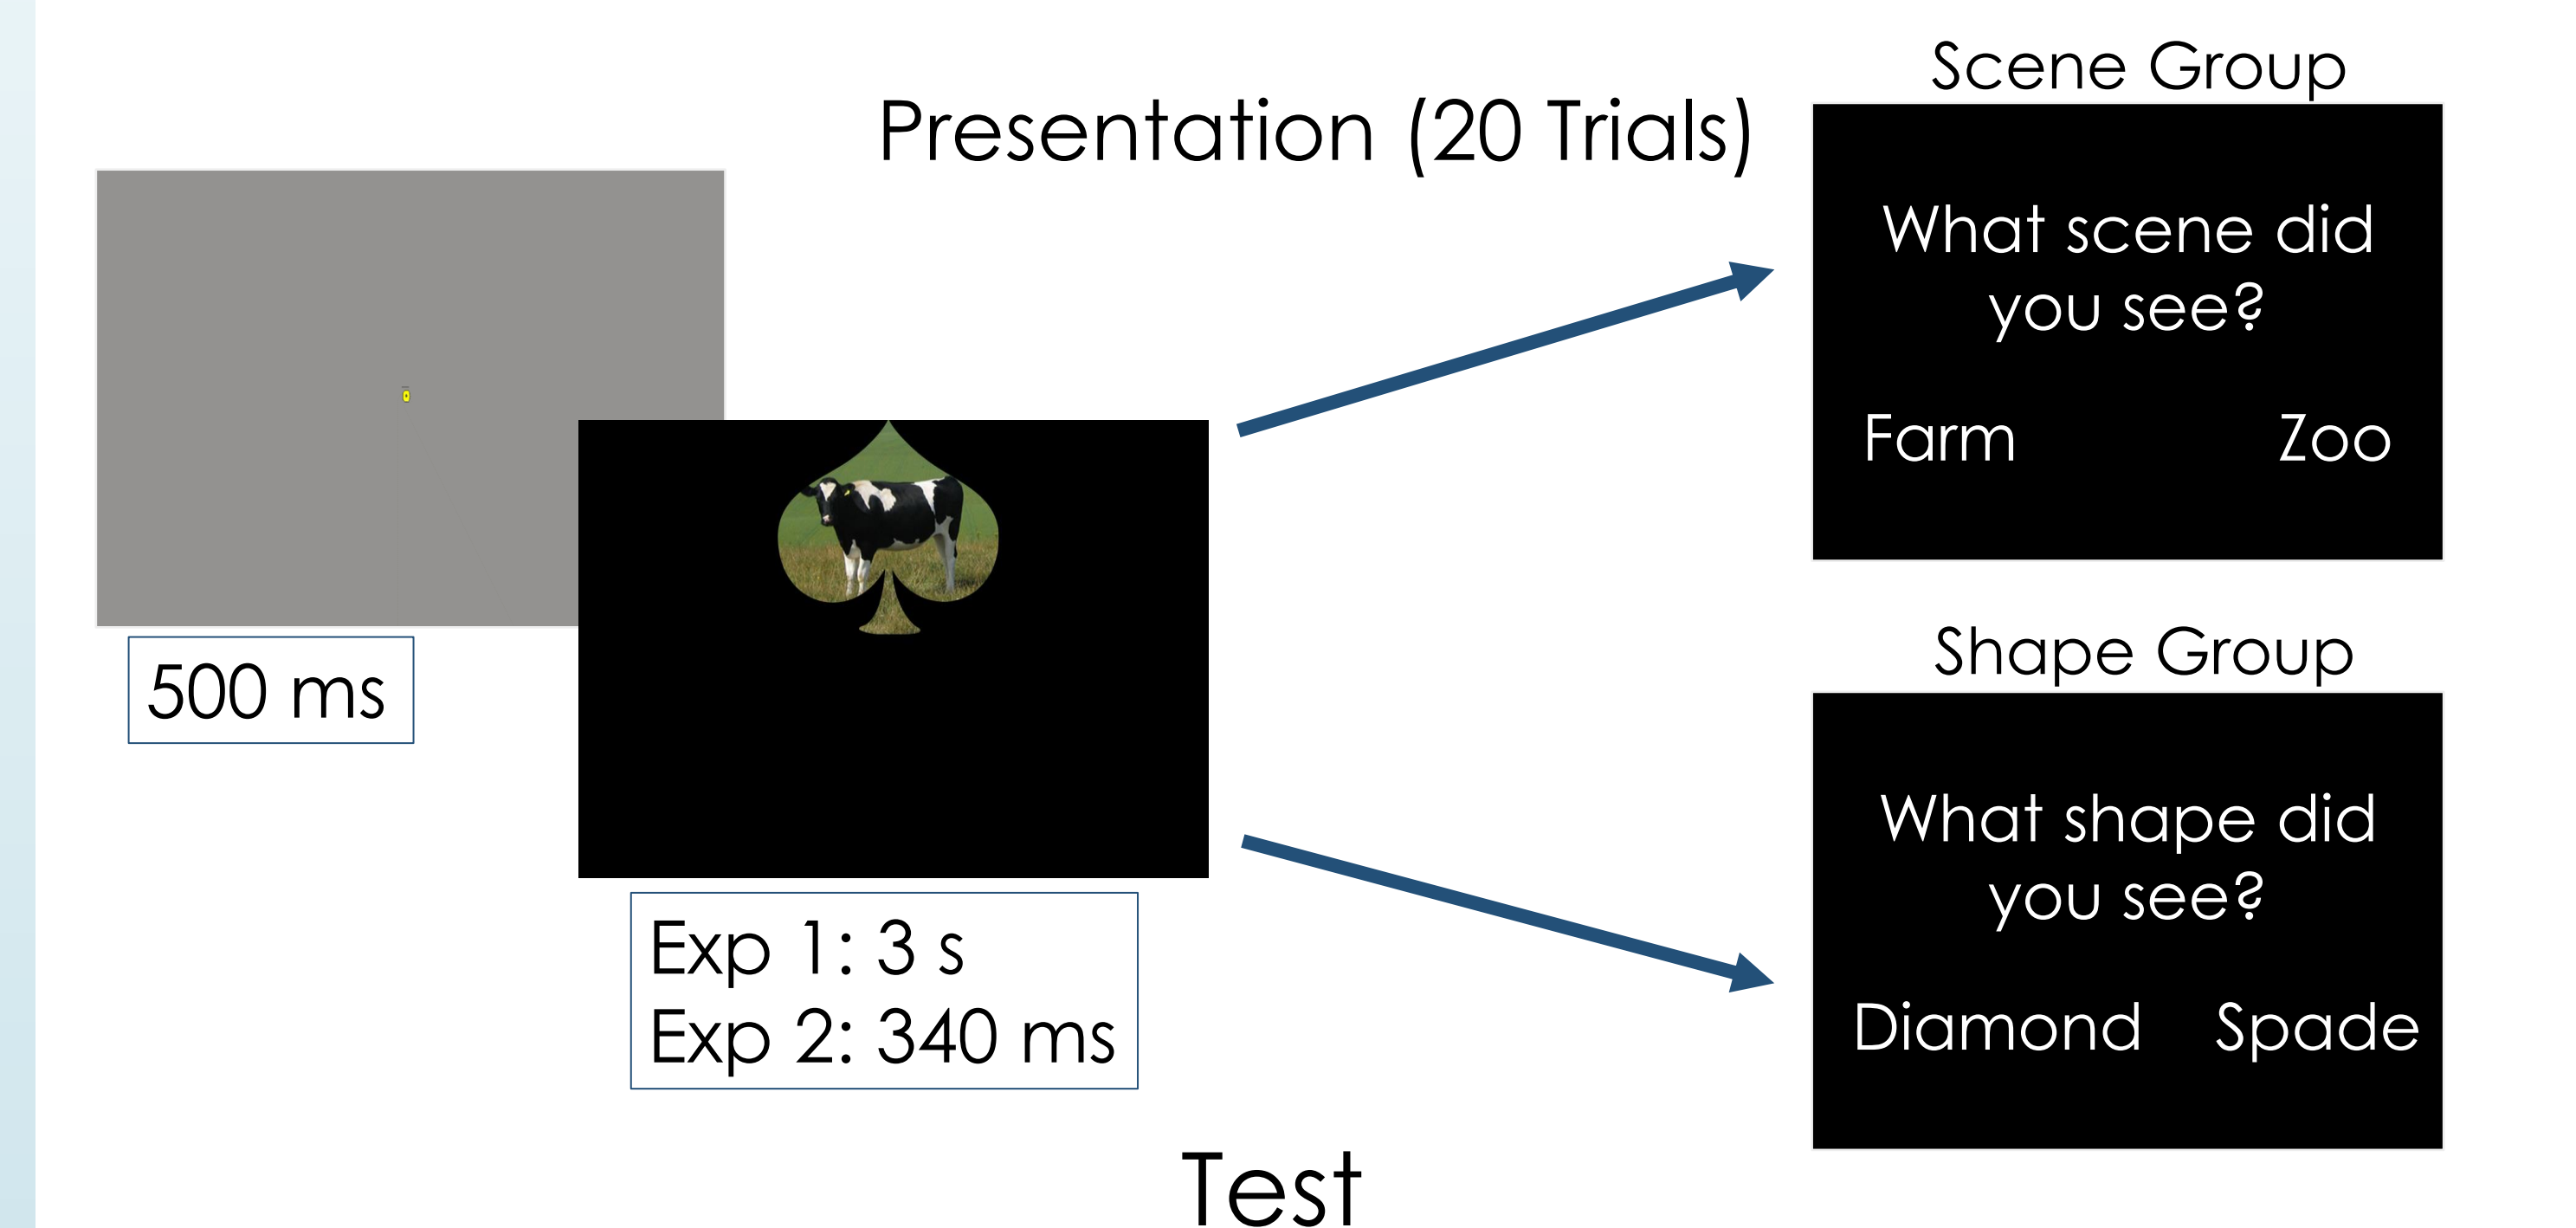 Presentation (20 Trials)
500 ms
Exp 1: 3 s
Exp 2: 340 ms
Scene Group
What scene did
you see?
Farm Zoo
Shape Group
What shape did
you see?
Diamond Spade
Test